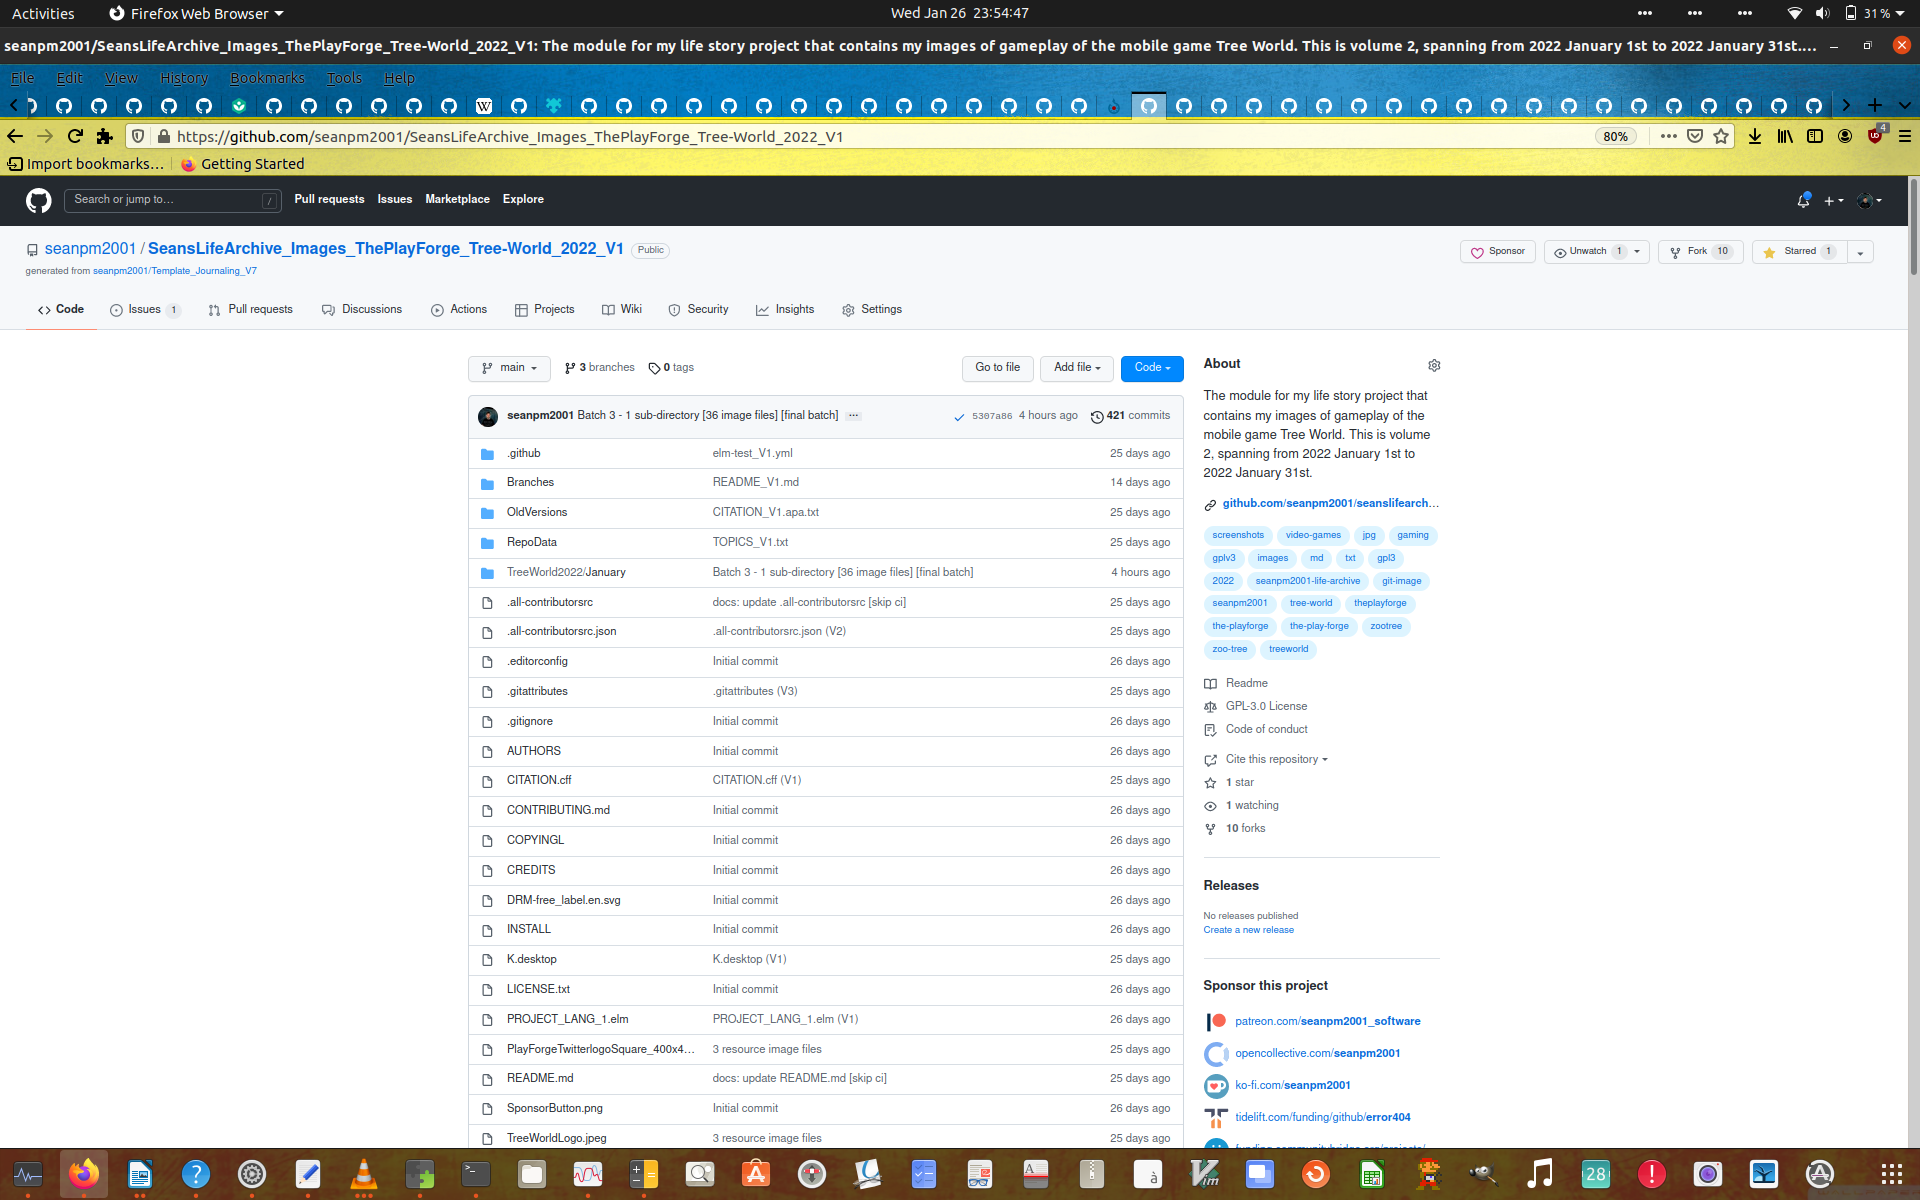 Activities
Firefox Web Browser
Wed Jan 26  23:54:47
31 %
seanpm2001/SeansLifeArchive_Images_ThePlayForge_Tree-World_2022_V1: The module for my life story project that contains my images of gameplay of the mobile game Tree World. This is volume 2, spanning from 2022 January 1st to 2022 January 31st....
File Edit View History Bookmarks Tools Help
https://github.com/seanpm2001/SeansLifeArchive_Images_ThePlayForge_Tree-World_2022_V1
80%
4
Import bookmarks...
Getting Started
Search or jump to...
/
Pull requests Issues Marketplace Explore
seanpm2001 / SeansLifeArchive_Images_ThePlayForge_Tree-World_2022_V1 Public
generated from seanpm2001/Template_Journaling_V7
Sponsor
Unwatch 1
Fork 10
Starred 1
Code
Issues 1
Pull requests
Discussions
Actions
Projects
Wiki
Security
Insights
Settings
main
3 branches
0 tags
Go to file
Add file
Code
seanpm2001 Batch 3 - 1 sub-directory [36 image files] [final batch] ...
5307a86 4 hours ago
421 commits
.github elm-test_V1.yml 25 days ago
Branches README_V1.md 14 days ago
OldVersions CITATION_V1.apa.txt 25 days ago
RepoData TOPICS_V1.txt 25 days ago
TreeWorld2022/January Batch 3 - 1 sub-directory [36 image files] [final batch] 4 hours ago
.all-contributorsrc docs: update .all-contributorsrc [skip ci] 25 days ago
.all-contributorsrc.json .all-contributorsrc.json (V2) 25 days ago
.editorconfig Initial commit 26 days ago
.gitattributes .gitattributes (V3) 25 days ago
.gitignore Initial commit 26 days ago
AUTHORS Initial commit 26 days ago
CITATION.cff CITATION.cff (V1) 25 days ago
CONTRIBUTING.md Initial commit 26 days ago
COPYINGL Initial commit 26 days ago
CREDITS Initial commit 26 days ago
DRM-free_label.en.svg Initial commit 26 days ago
INSTALL Initial commit 26 days ago
K.desktop K.desktop (V1) 25 days ago
LICENSE.txt Initial commit 26 days ago
PROJECT_LANG_1.elm PROJECT_LANG_1.elm (V1) 26 days ago
PlayForgeTwitterlogoSquare_400x4... 3 resource image files 25 days ago
README.md docs: update README.md [skip ci] 25 days ago
SponsorButton.png Initial commit 26 days ago
TreeWorldLogo.jpeg 3 resource image files 25 days ago
About
The module for my life story project that
contains my images of gameplay of the
mobile game Tree World. This is volume
2, spanning from 2022 January 1st to
2022 January 31st.
github.com/seanpm2001/seanslifearch...
screenshots video-games jpg gaming
gplv3 images md txt gpl3
2022 seanpm2001-life-archive git-image
seanpm2001 tree-world theplayforge
the-playforge the-play-forge zootree
zoo-tree treeworld
Readme
GPL-3.0 License
Code of conduct
Cite this repository
1 star
1 watching
10 forks
Releases
No releases published
Create a new release
Sponsor this project
patreon.com/seanpm2001_software
opencollective.com/seanpm2001
ko-fi.com/seanpm2001
tidelift.com/funding/github/error404
28